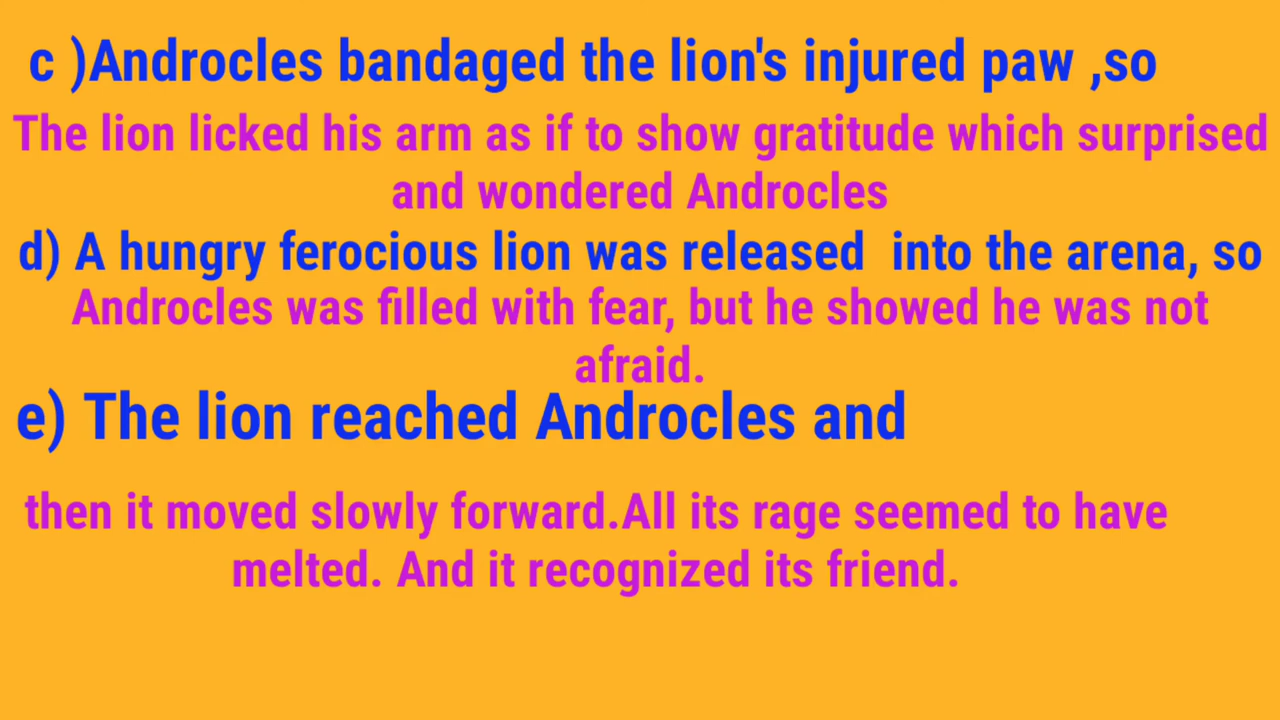 c )Androcles bandaged the lion's injured paw ,so
The lion licked his arm as if to show gratitude which surprised
and wondered Androcles
d) A hungry ferocious lion was released  into the arena, so
Androcles was filled with fear, but he showed he was not
afraid.
e) The lion reached Androcles and
then it moved slowly forward.All its rage seemed to have
melted. And it recognized its friend.